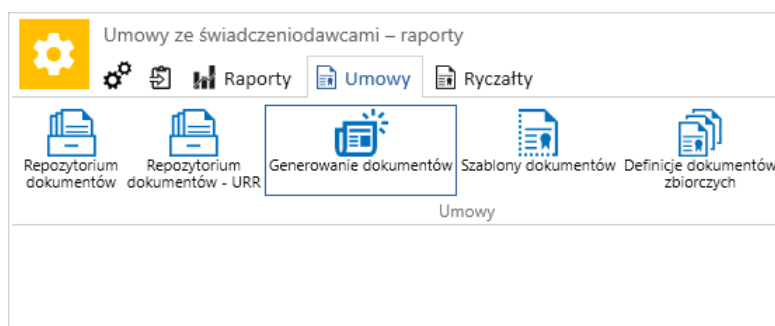 Umowy ze świadczeniodawcami – raporty
Raporty Umowy Ryczałty
Repozytorium dokumentów
Repozytorium dokumentów - URR
Generowanie dokumentów
Szablony dokumentów
Definicje dokumentów zbiorczych
Umowy